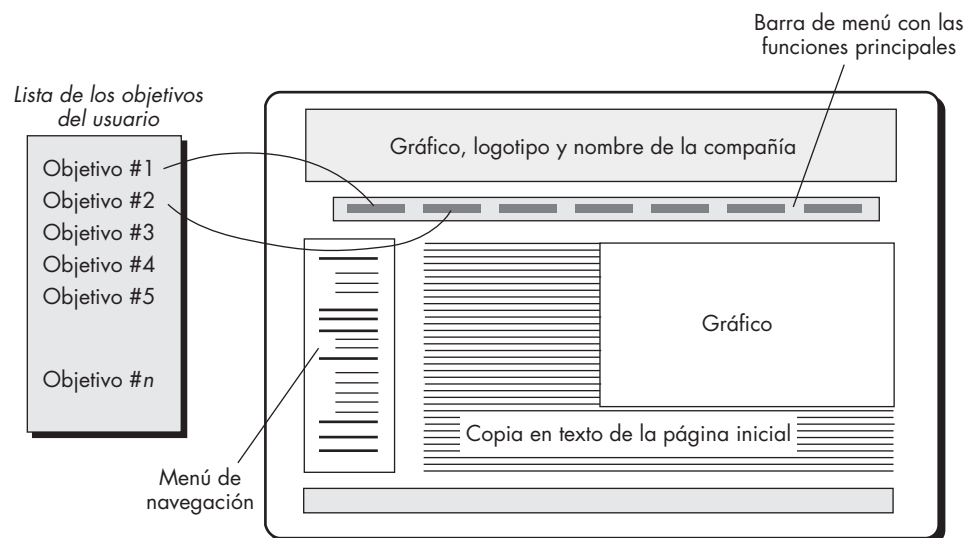 Barra de menú con las
funciones principales
Lista de los objetivos
del usuario
Objetivo #1
Objetivo #2
Objetivo #3
Objetivo #4
Objetivo #5
Objetivo #n
Gráfico, logotipo y nombre de la compañía
Gráfico
Copia en texto de la página inicial
Menú de
navegación